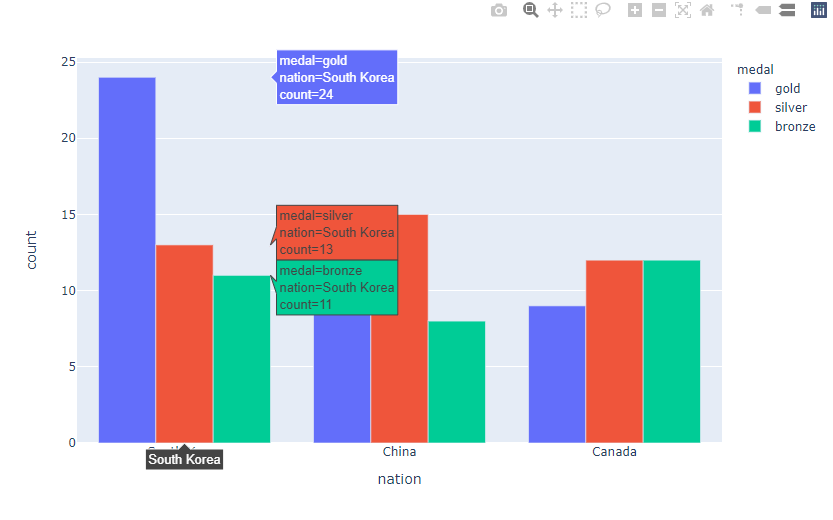 25
medal=gold
nation=South Korea
count=24
medal
gold
silver
bronze
20
15
medal=silver
nation=South Korea
count=13
count
medal=bronze
nation=South Korea
count=11
10
5
0
China
Canada
South Korea
nation